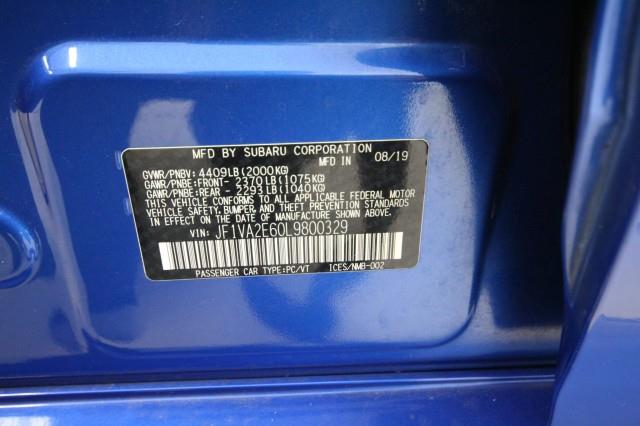 MFD BY SUBARU CORPORATION
MFD IN 08/19
GVWR/PNBV: 4409LB(2000KG)
GAWR/PNBE:FRONT- 2370LB(1075KG)
GAWR/PNBE:REAR - 2293LB(1040KG)
THIS VEHICLE CONFORMS TO ALL APPLICABLE FEDERAL MOTOR
VEHICLE SAFETY, BUMPER, AND THEFT PREVENTION STANDARDS
IN EFFECT ON THE DATE OF MANUFACTURE SHOWN ABOVE.
VIN: JF1VA2E60L9800329
PASSENGER CAR TYPE:PC/VT ICES/NMB-002